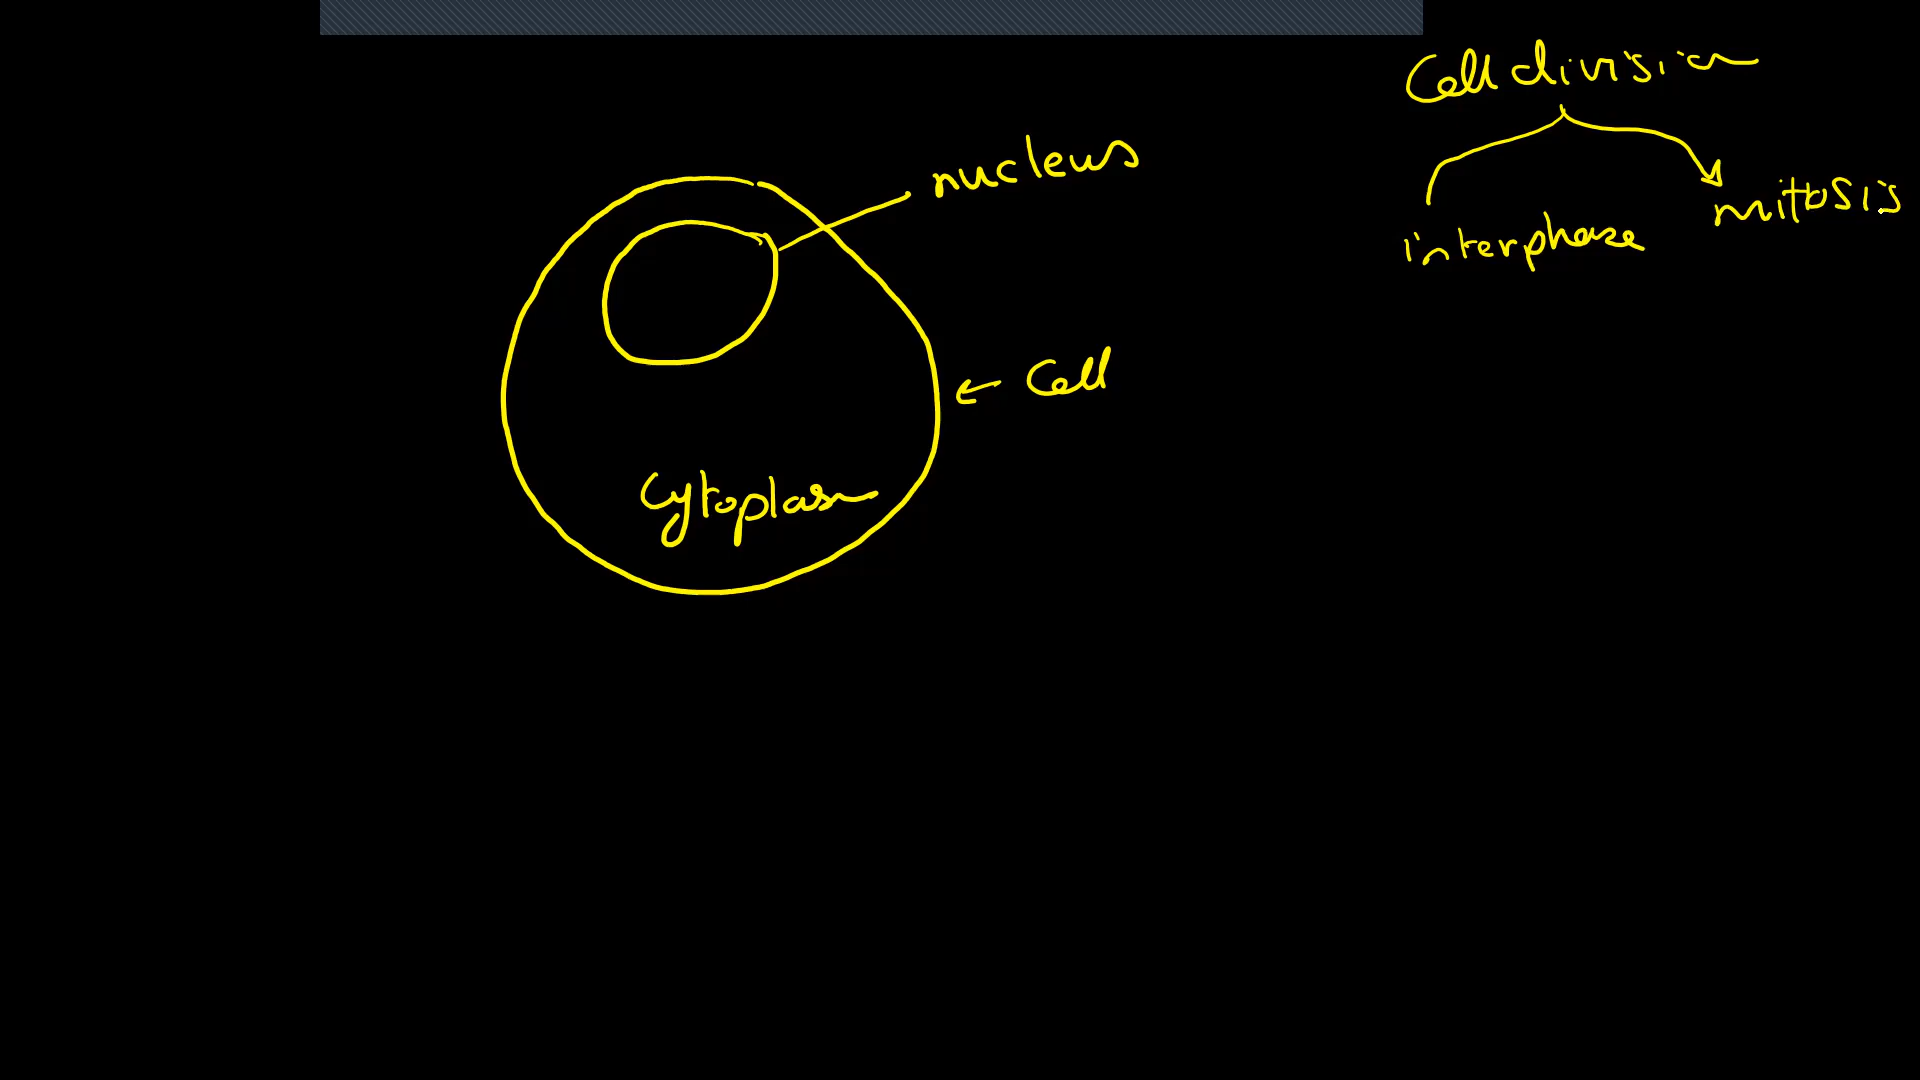 Cell division
nucleus
mitosis
interphase
Cell
Cytoplasm